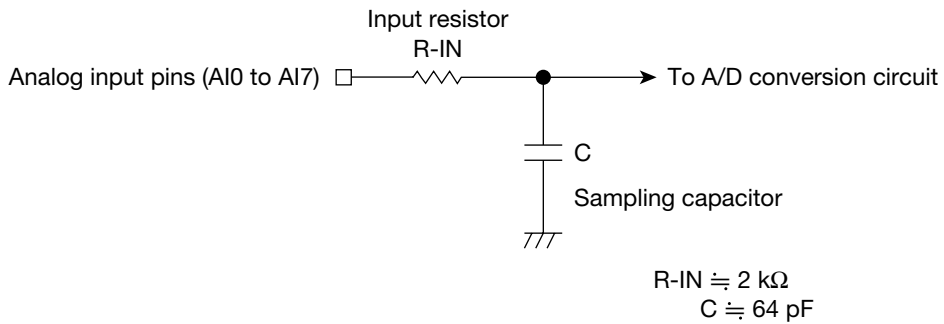 Input resistor
R-IN
Analog input pins (AI0 to AI7)
To A/D conversion circuit
C
Sampling capacitor
R-IN ≒ 2 kΩ
C ≒ 64 pF